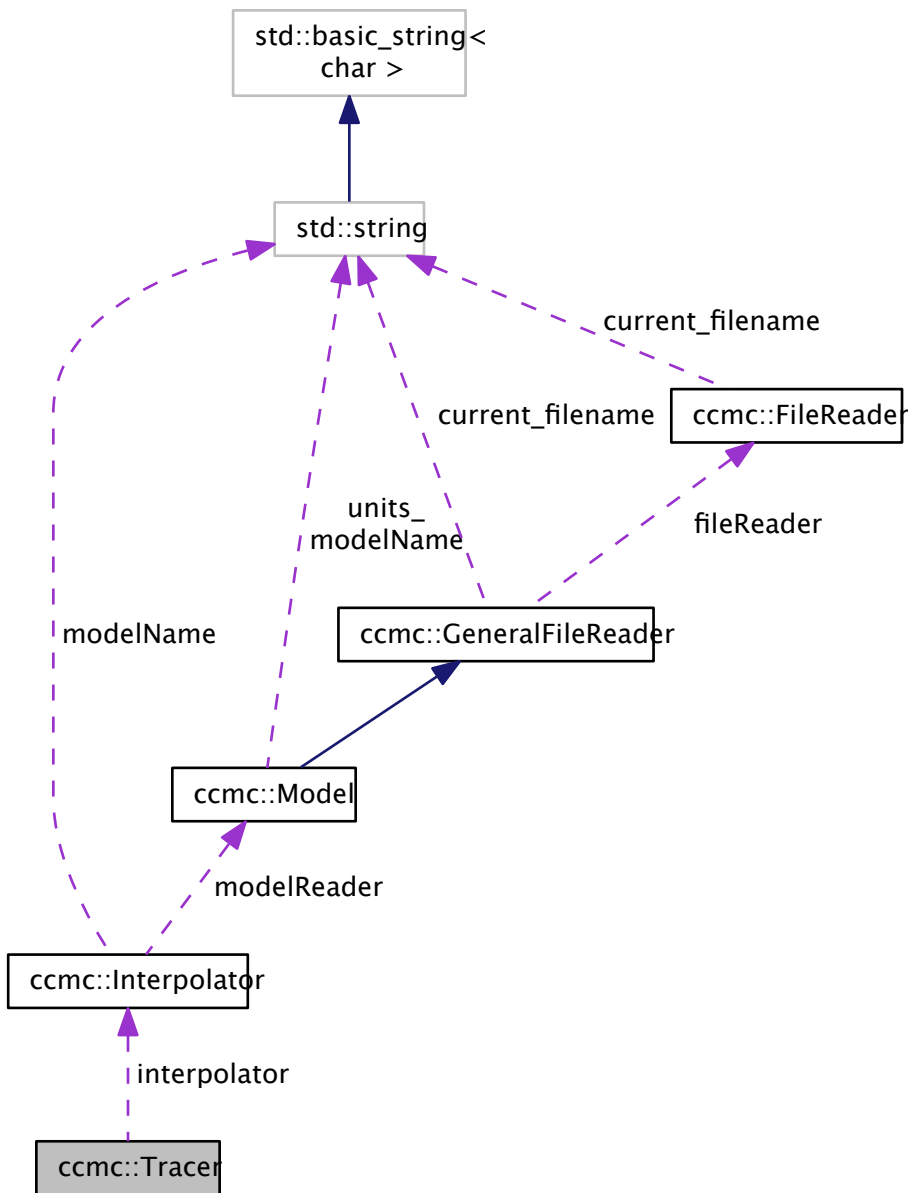 std::basic_string<
char >
std::string
current_filename
ccmc::FileReader
current_filename
units_
modelName
fileReader
ccmc::GeneralFileReader
modelName
ccmc::Model
modelReader
ccmc::Interpolator
interpolator
ccmc::Tracer